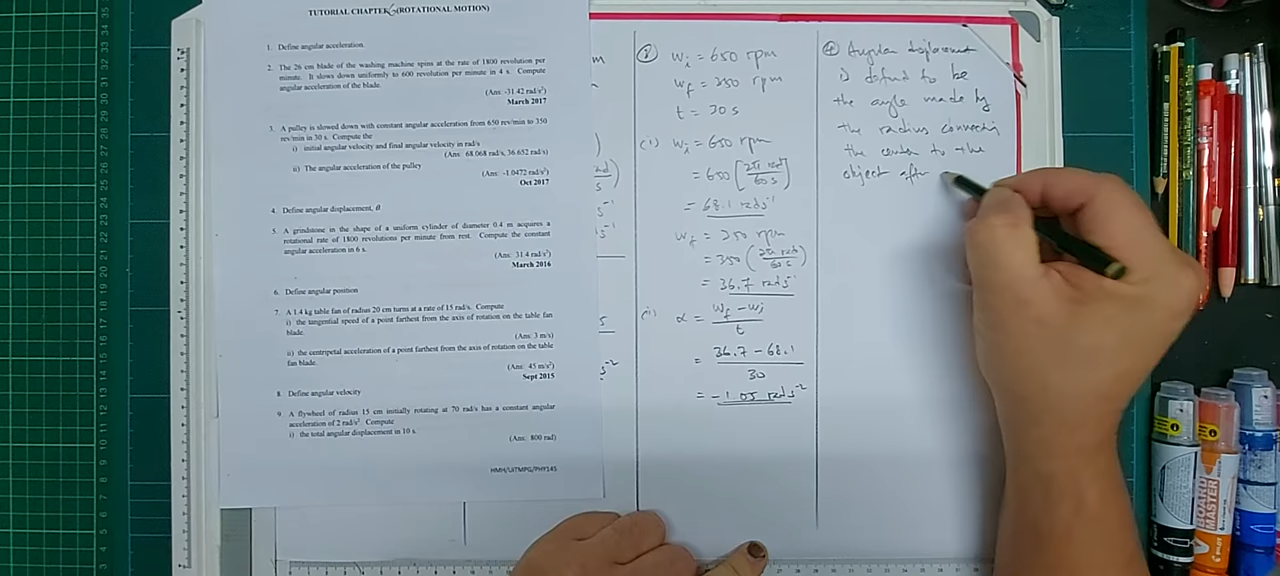 TUTORIAL CHAPTER 6 (ROTATIONAL MOTION)
1. Define angular acceleration.
2. The 26 cm blade of the washing machine spins at the rate of 1800 revolution per
minute. It slows down uniformly to 600 revolution per minute in 4 s. Compute
angular acceleration of the blade.
(Ans: -31.42 rad/s²)
March 2017
3. A pulley is slowed down with constant angular acceleration from 650 rev/min to 350
rev/min in 30 s. Compute the
i) initial angular velocity and final angular velocity in rad/s
(Ans: 68.068 rad/s, 36.652 rad/s)
ii) The angular acceleration of the pulley
(Ans: -1.0472 rad/s²)
Oct 2017
4. Define angular displacement, θ
5. A grindstone in the shape of a uniform cylinder of diameter 0.4 m acquires a
rotational rate of 1800 revolutions per minute from rest. Compute the constant
angular acceleration in 6 s.
(Ans: 31.4 rad/s²)
March 2016
6. Define angular position
7. A 1.4 kg table fan of radius 20 cm turns at a rate of 15 rad/s. Compute
i) the tangential speed of a point farthest from the axis of rotation on the table fan
blade.
(Ans: 3 m/s)
ii) the centripetal acceleration of a point farthest from the axis of rotation on the table
fan blade.
(Ans: 45 m/s²)
Sept 2015
8. Define angular velocity
9. A flywheel of radius 15 cm initially rotating at 70 rad/s has a constant angular
acceleration of 2 rad/s². Compute
i) the total angular displacement in 10 s.
(Ans: 800 rad)
HMH/UiTMPG/PHY145
ωi = 650 rpm
ωf = 350 rpm
t = 30 s
(i) ωi = 650 rpm
= 650 [2π rad / 60 s]
= 68.1 rads⁻¹
ωf = 350 rpm
= 350 (2π rad / 60 s)
= 36.7 rads⁻¹
(ii) α = ωf - ωi / t
= 36.7 - 68.1 / 30
= -1.05 rads⁻²
④ Angular displacement
is defined to be
the angle made by
the radius connecting
the center to the
object after
BOARD
MASTER
PILOT